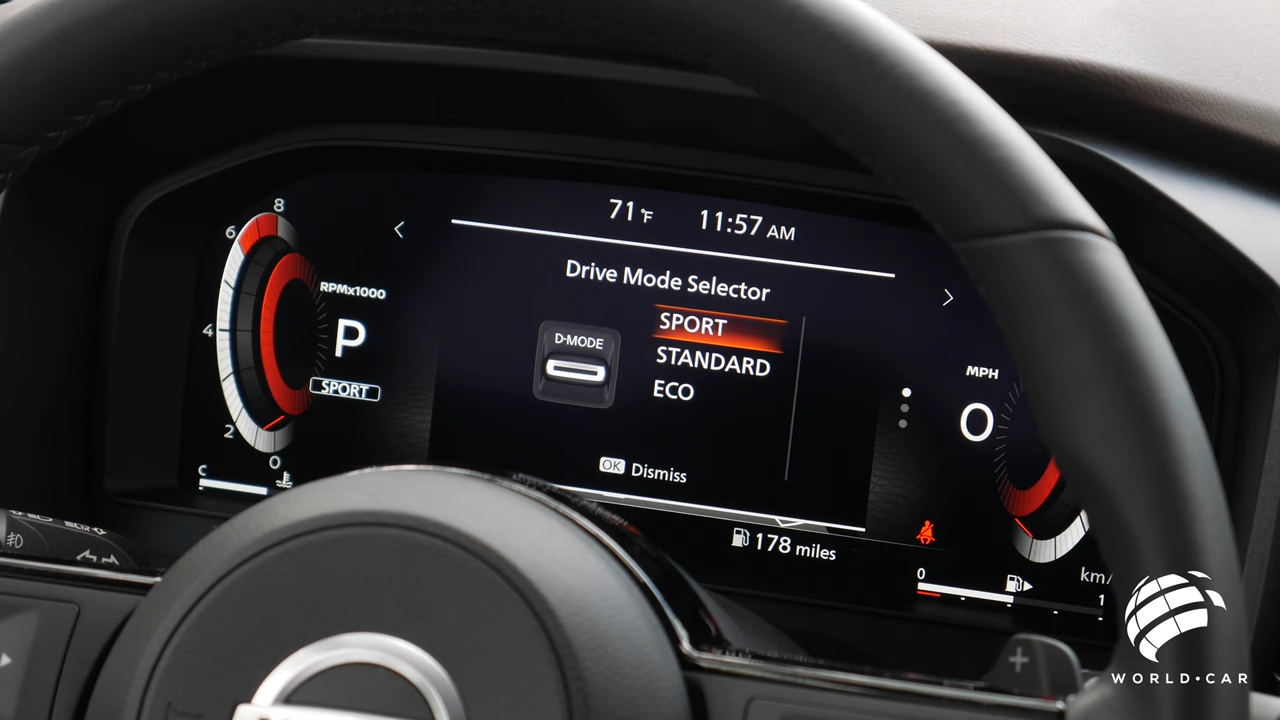 71°F 11:57 AM
Drive Mode Selector
SPORT
STANDARD
ECO
D-MODE
OK Dismiss
178 miles
8
6
4
2
0
RPMx1000
P
SPORT
C
MPH
0
km/
0
1
+
WORLD·CAR